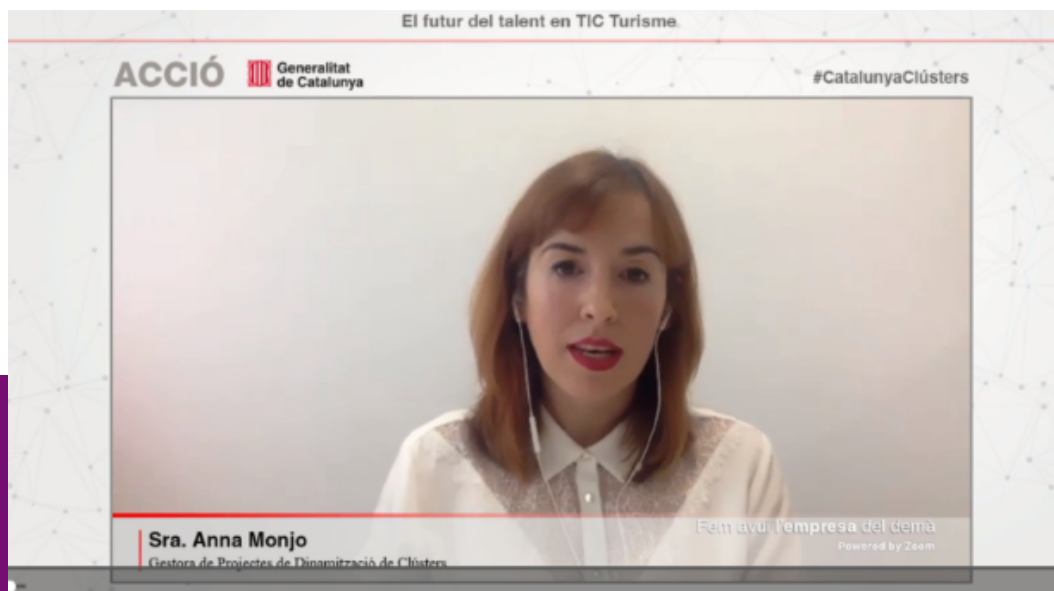 El futur del talent en TIC Turisme
ACCIÓ
Generalitat
de Catalunya
#CatalunyaClústers
Fem avui l'empresa del demà
Powered by Zoom
Sra. Anna Monjo
Gestora de Projectes de Dinamització de Clústers